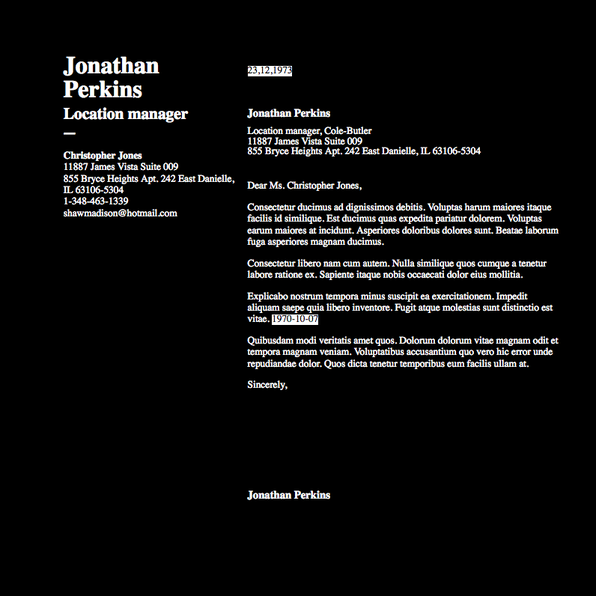 Jonathan
Perkins
Location manager
Christopher Jones
11887 James Vista Suite 009
855 Bryce Heights Apt. 242 East Danielle,
IL 63106-5304
1-348-463-1339
shawmadison@hotmail.com
23,12,1973
Jonathan Perkins
Location manager, Cole-Butler
11887 James Vista Suite 009
855 Bryce Heights Apt. 242 East Danielle, IL 63106-5304
Dear Ms. Christopher Jones,
Consectetur ducimus ad dignissimos debitis. Voluptas harum maiores itaque
facilis id similique. Est ducimus quas expedita pariatur dolorem. Voluptas
earum maiores at incidunt. Asperiores doloribus dolores sunt. Beatae laborum
fuga asperiores magnam ducimus.
Consectetur libero nam cum autem. Nulla similique quos cumque a tenetur
labore ratione ex. Sapiente itaque nobis occaecati dolor eius mollitia.
Explicabo nostrum tempora minus suscipit ea exercitationem. Impedit
aliquam saepe quia libero inventore. Fugit atque molestias sunt distinctio est
vitae. 1970-10-07
Quibusdam modi veritatis amet quos. Dolorum dolorum vitae magnam odit et
tempora magnam veniam. Voluptatibus accusantium quo vero hic error unde
repudiandae dolor. Quos dicta tenetur temporibus eum facilis ullam at.
Sincerely,
Jonathan Perkins